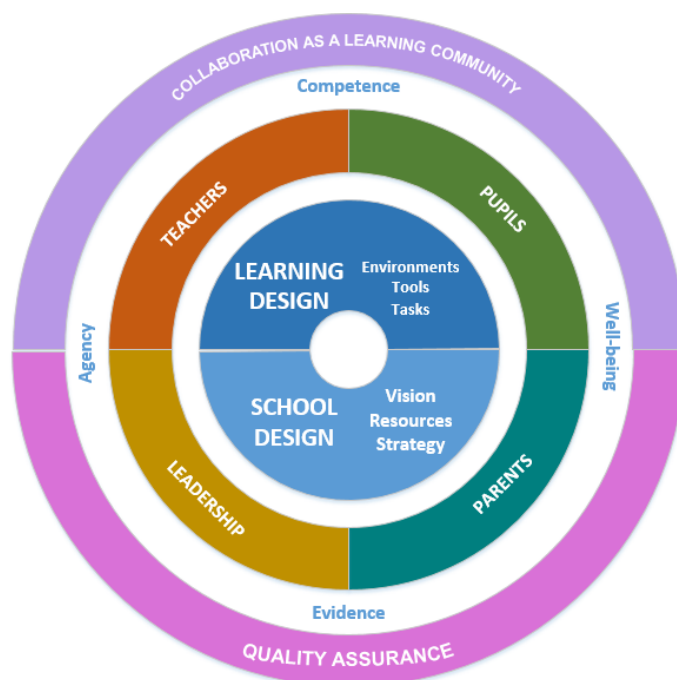 COLLABORATION AS A LEARNING COMMUNITY
Competence
TEACHERS
PUPILS
LEARNING
DESIGN
Environments
Tools
Tasks
Agency
Well-being
SCHOOL
DESIGN
Vision
Resources
Strategy
LEADERSHIP
PARENTS
Evidence
QUALITY ASSURANCE